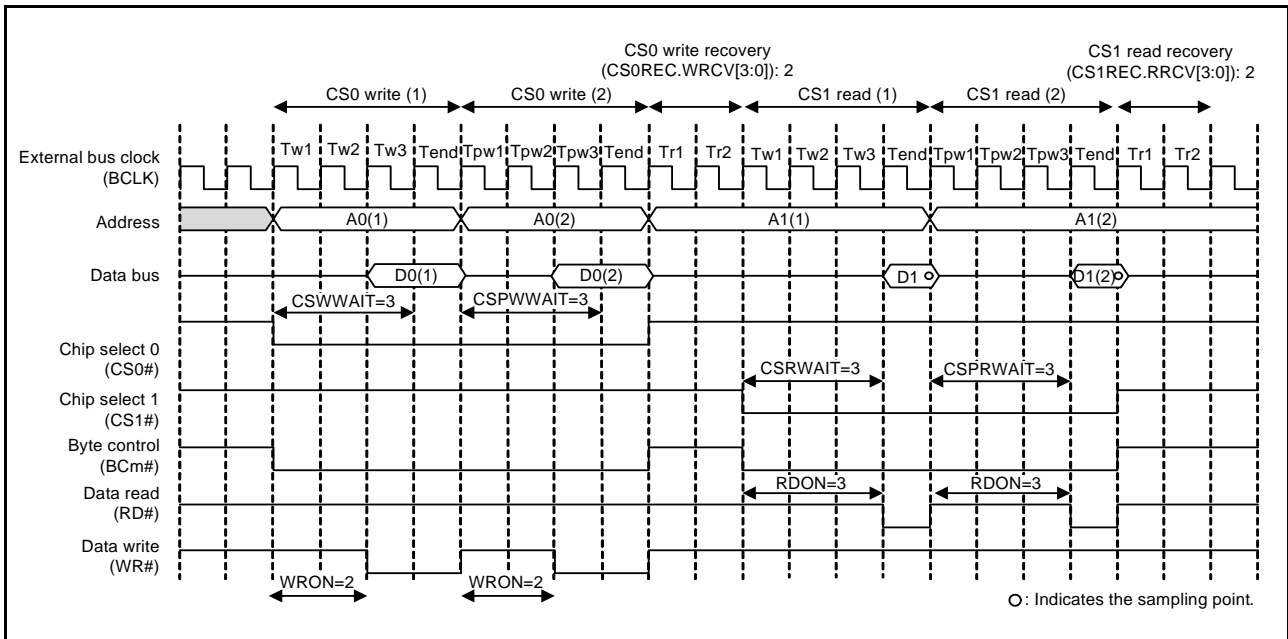 CS0 write recovery
(CS0REC.WRCV[3:0]): 2
CS1 read recovery
(CS1REC.RRCV[3:0]): 2
CS0 write (1)
CS0 write (2)
CS1 read (1)
CS1 read (2)
External bus clock
(BCLK)
Tw1 Tw2 Tw3 Tend Tpw1 Tpw2 Tpw3 Tend Tr1 Tr2 Tw1 Tw2 Tw3 Tend Tpw1 Tpw2 Tpw3 Tend Tr1 Tr2
Address
A0(1) A0(2) A1(1) A1(2)
Data bus
D0(1) D0(2) D1 D1(2)
CSWWAIT=3
CSPWWAIT=3
Chip select 0
(CS0#)
CSRWAIT=3
CSPRWAIT=3
Chip select 1
(CS1#)
Byte control
(BCm#)
RDON=3
RDON=3
Data read
(RD#)
Data write
(WR#)
WRON=2
WRON=2
: Indicates the sampling point.